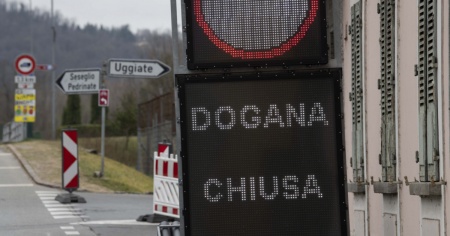 Uggiate
Seseglio
Pedrinate
DOGANA
CHIUSA